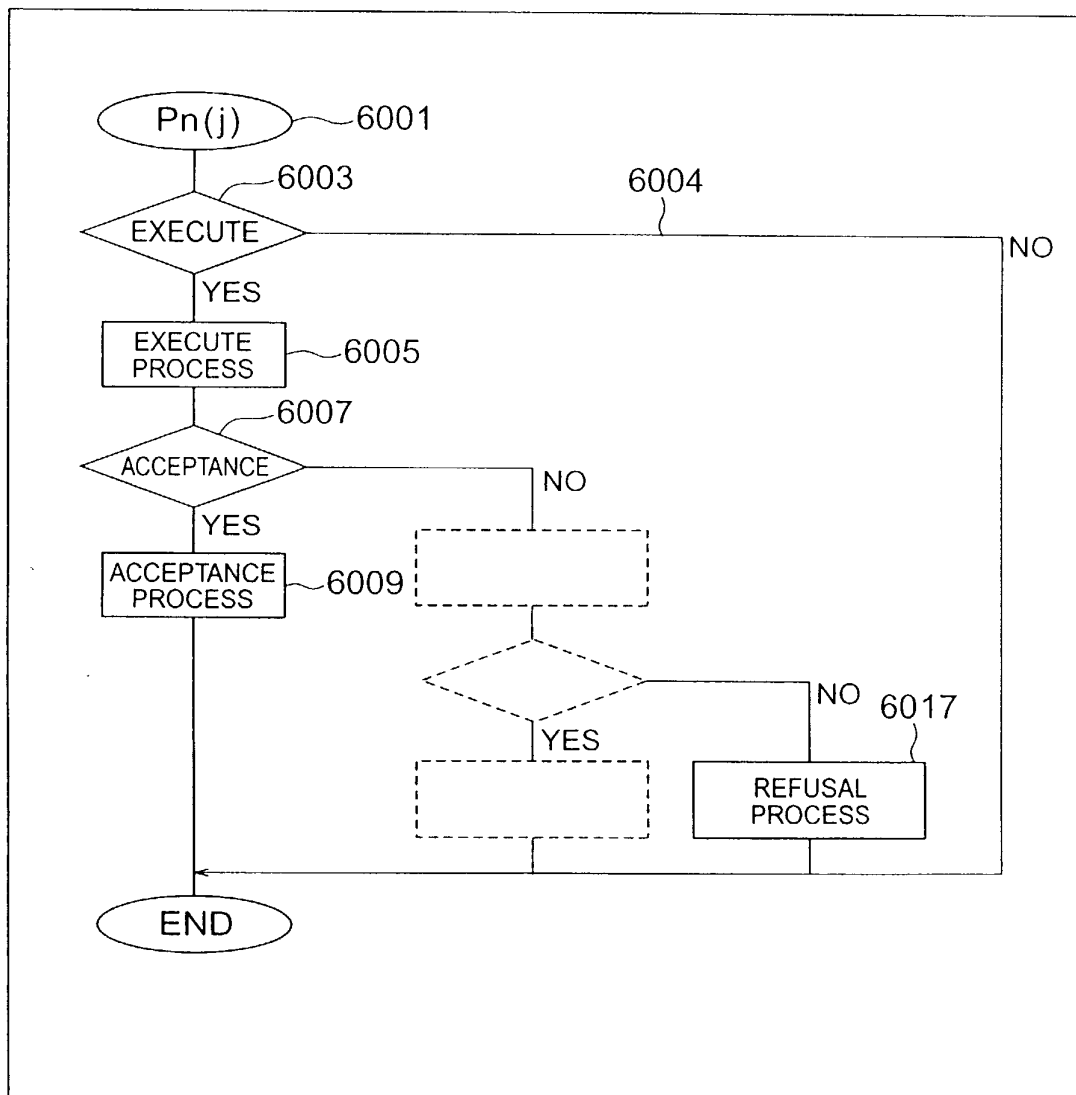 Pn(j)
6001
6003
6004
EXECUTE
NO
YES
EXECUTE
PROCESS
6005
6007
ACCEPTANCE
NO
YES
ACCEPTANCE
PROCESS
6009
NO
6017
YES
REFUSAL
PROCESS
END